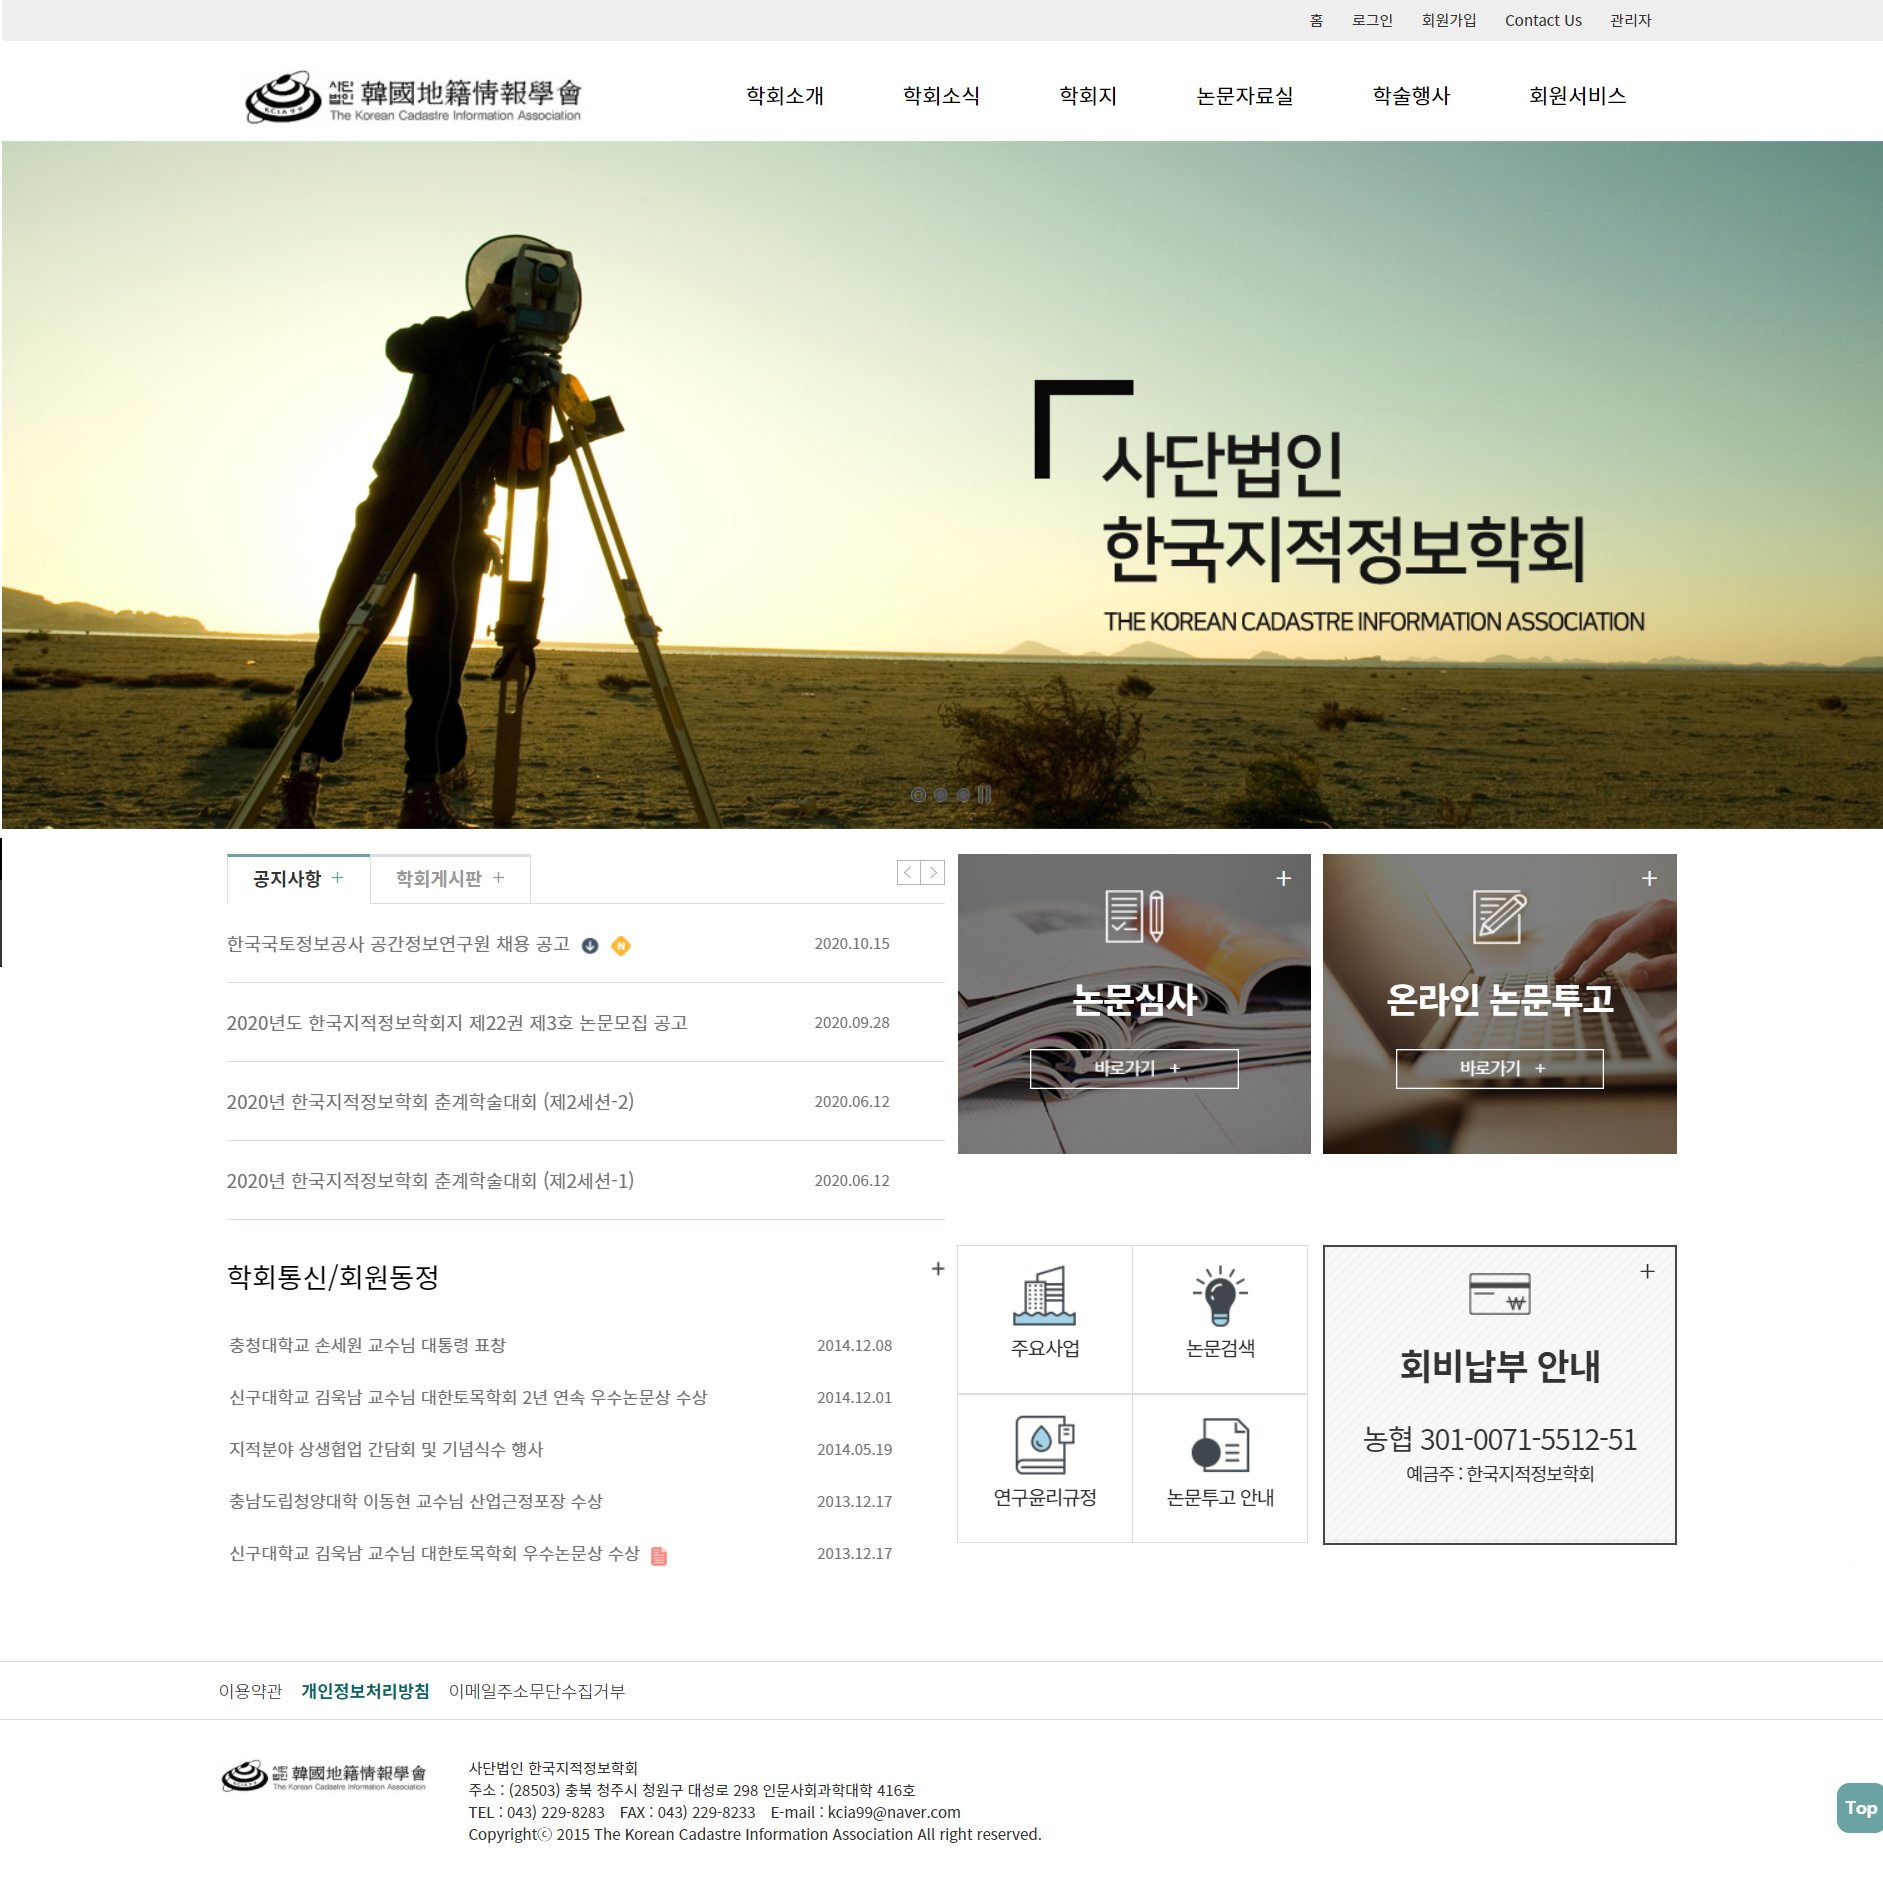 홈 로그인 회원가입 Contact Us 관리자
사단법인 韓國地籍情報學會
The Korean Cadastre Information Association
KCIA
학회소개 학회소식 학회지 논문자료실 학술행사 회원서비스
사단법인
한국지적정보학회
THE KOREAN CADASTRE INFORMATION ASSOCIATION
공지사항 + 학회게시판 +
한국국토정보공사 공간정보연구원 채용 공고 N 2020.10.15
2020년도 한국지적정보학회지 제22권 제3호 논문모집 공고 2020.09.28
2020년 한국지적정보학회 춘계학술대회 (제2세션-2) 2020.06.12
2020년 한국지적정보학회 춘계학술대회 (제2세션-1) 2020.06.12
+
논문심사
바로가기 +
+
온라인 논문투고
바로가기 +
학회통신/회원동정 +
충청대학교 손세원 교수님 대통령 표창 2014.12.08
신구대학교 김욱남 교수님 대한토목학회 2년 연속 우수논문상 수상 2014.12.01
지적분야 상생협업 간담회 및 기념식수 행사 2014.05.19
충남도립청양대학 이동현 교수님 산업근정포장 수상 2013.12.17
신구대학교 김욱남 교수님 대한토목학회 우수논문상 수상 2013.12.17
주요사업 논문검색
연구윤리규정 논문투고 안내
+
₩
회비납부 안내
농협 301-0071-5512-51
예금주 : 한국지적정보학회
이용약관 개인정보처리방침 이메일주소무단수집거부
사단법인 韓國地籍情報學會
The Korean Cadastre Information Association
사단법인 한국지적정보학회
주소 : (28503) 충북 청주시 청원구 대성로 298 인문사회과학대학 416호
TEL : 043) 229-8283 FAX : 043) 229-8233 E-mail : kcia99@naver.com
Copyrightⓒ 2015 The Korean Cadastre Information Association All right reserved.
Top